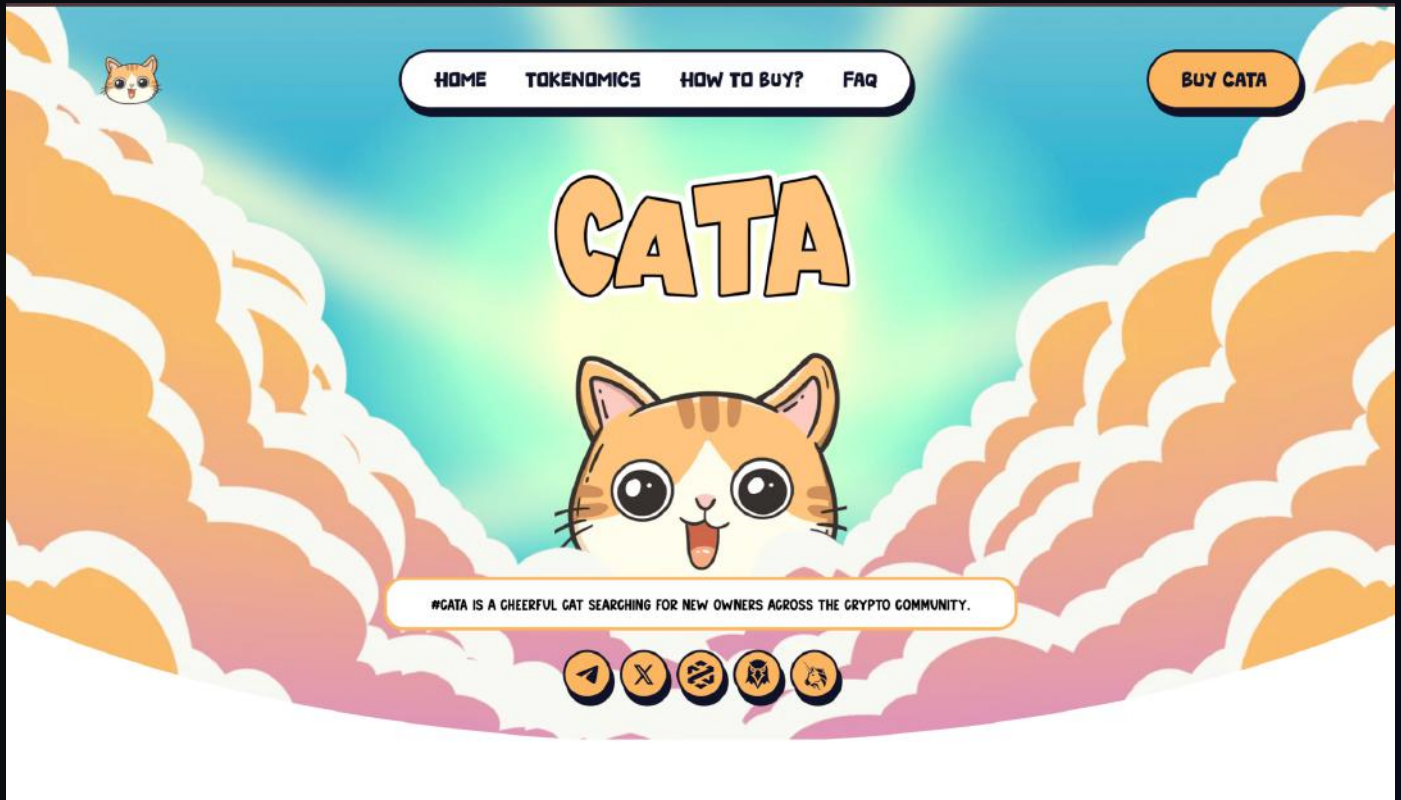 HOME TOKENOMICS HOW TO BUY? FAQ BUY CATA
CATA
#CATA IS A CHEERFUL CAT SEARCHING FOR NEW OWNERS ACROSS THE CRYPTO COMMUNITY.